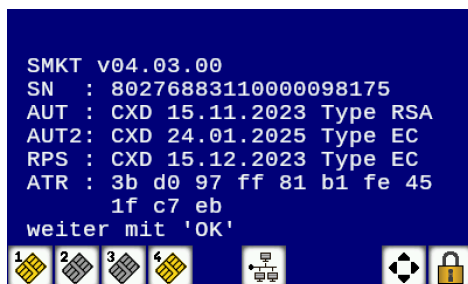 SMKT v04.03.00
SN : 80276883110000098175
AUT : CXD 15.11.2023 Type RSA
AUT2: CXD 24.01.2025 Type EC
RPS : CXD 15.12.2023 Type EC
ATR : 3b d0 97 ff 81 b1 fe 45
1f c7 eb
weiter mit 'OK'
1 2 3 4